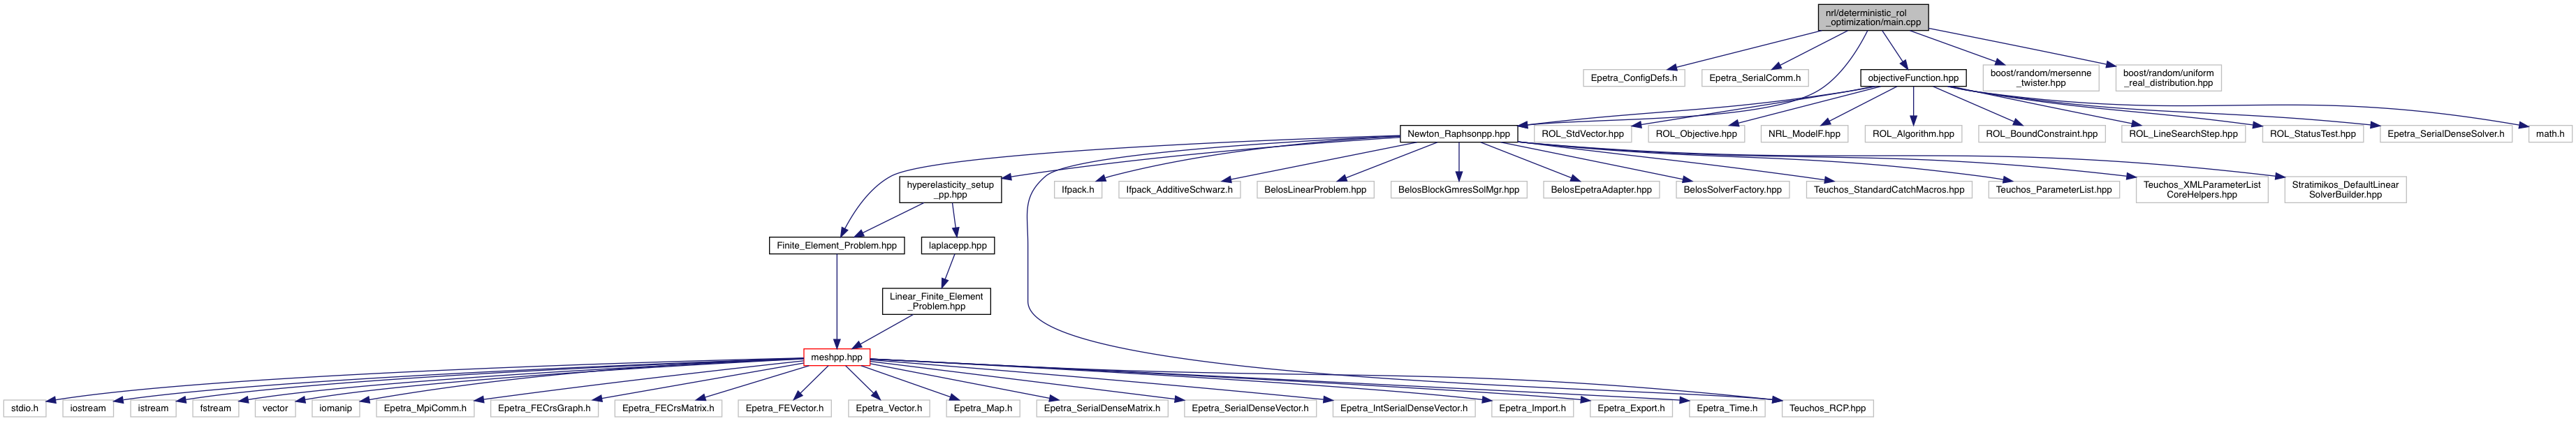 nrl/deterministic_rol
_optimization/main.cpp
Epetra_ConfigDefs.h
Epetra_SerialComm.h
objectiveFunction.hpp
boost/random/mersenne
_twister.hpp
boost/random/uniform
_real_distribution.hpp
Newton_Raphsonpp.hpp
ROL_StdVector.hpp
ROL_Objective.hpp
NRL_ModelF.hpp
ROL_Algorithm.hpp
ROL_BoundConstraint.hpp
ROL_LineSearchStep.hpp
ROL_StatusTest.hpp
Epetra_SerialDenseSolver.h
math.h
hyperelasticity_setup
_pp.hpp
Ifpack.h
Ifpack_AdditiveSchwarz.h
BelosLinearProblem.hpp
BelosBlockGmresSolMgr.hpp
BelosEpetraAdapter.hpp
BelosSolverFactory.hpp
Teuchos_StandardCatchMacros.hpp
Teuchos_ParameterList.hpp
Teuchos_XMLParameterList
CoreHelpers.hpp
Stratimikos_DefaultLinear
SolverBuilder.hpp
Finite_Element_Problem.hpp
laplacepp.hpp
Linear_Finite_Element
_Problem.hpp
meshpp.hpp
stdio.h
iostream
istream
fstream
vector
iomanip
Epetra_MpiComm.h
Epetra_FECrsGraph.h
Epetra_FECrsMatrix.h
Epetra_FEVector.h
Epetra_Vector.h
Epetra_Map.h
Epetra_SerialDenseMatrix.h
Epetra_SerialDenseVector.h
Epetra_IntSerialDenseVector.h
Epetra_Import.h
Epetra_Export.h
Epetra_Time.h
Teuchos_RCP.hpp